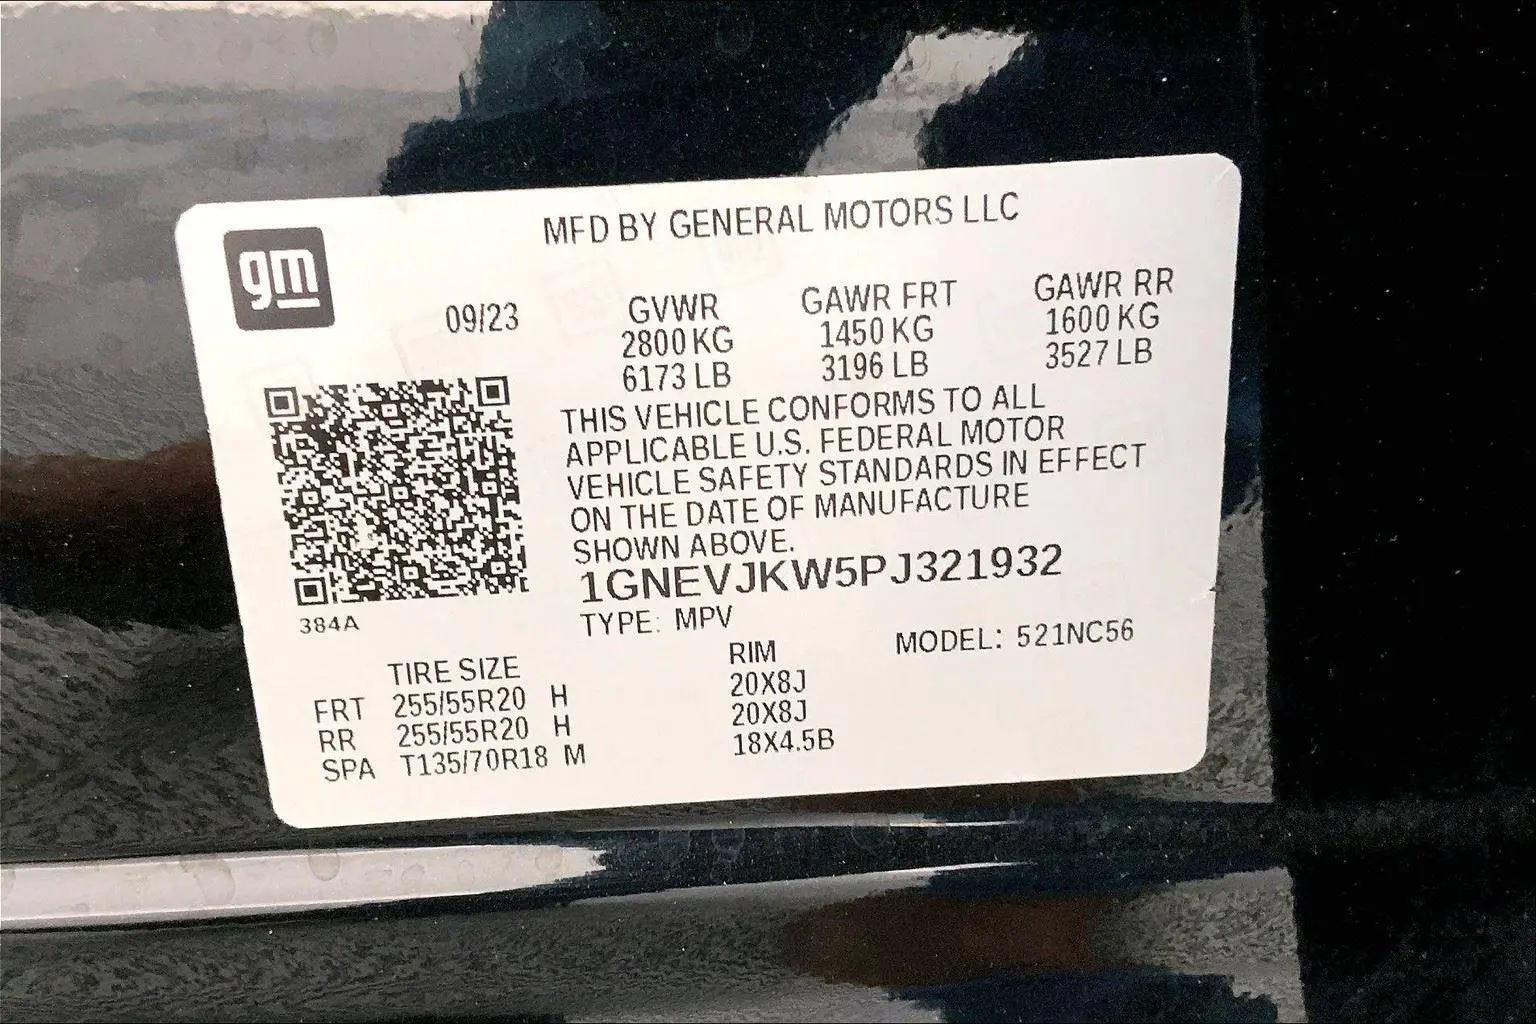 gm
MFD BY GENERAL MOTORS LLC
09/23
GVWR
2800 KG
6173 LB
GAWR FRT
1450 KG
3196 LB
GAWR RR
1600 KG
3527 LB
THIS VEHICLE CONFORMS TO ALL
APPLICABLE U.S. FEDERAL MOTOR
VEHICLE SAFETY STANDARDS IN EFFECT
ON THE DATE OF MANUFACTURE
SHOWN ABOVE.
1GNEVJKW5PJ321932
TYPE: MPV
MODEL: 521NC56
384A
TIRE SIZE RIM
FRT 255/55R20 H 20X8J
RR 255/55R20 H 20X8J
SPA T135/70R18 M 18X4.5B